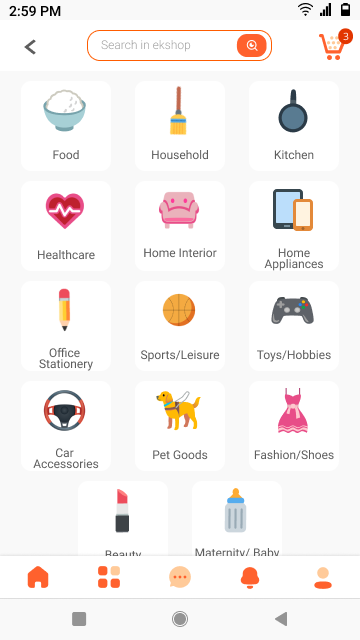 2:59 PM
Search in ekshop
3
Food
Household
Kitchen
Healthcare
Home Interior
Home
Appliances
Office
Stationery
Sports/Leisure
Toys/Hobbies
Car
Accessories
Pet Goods
Fashion/Shoes
Beauty
Maternity/ Baby